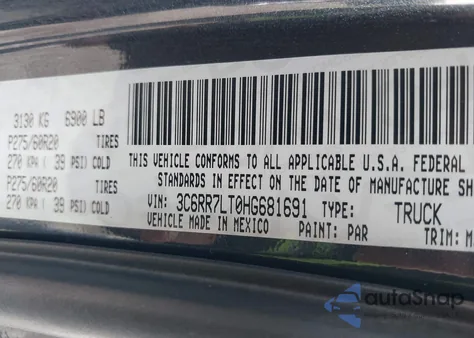 3130 KG 6900 LB
P275/60R20 TIRES
270 KPA ( 39 PSI) COLD
P275/60R20 TIRES
270 KPA ( 39 PSI) COLD
THIS VEHICLE CONFORMS TO ALL APPLICABLE U.S.A. FEDERAL
STANDARDS IN EFFECT ON THE DATE OF MANUFACTURE SH
VIN: 3C6RR7LT0HG681691 TYPE: TRUCK
MADE IN MEXICO PAINT: PAR TRIM: M
autoShop